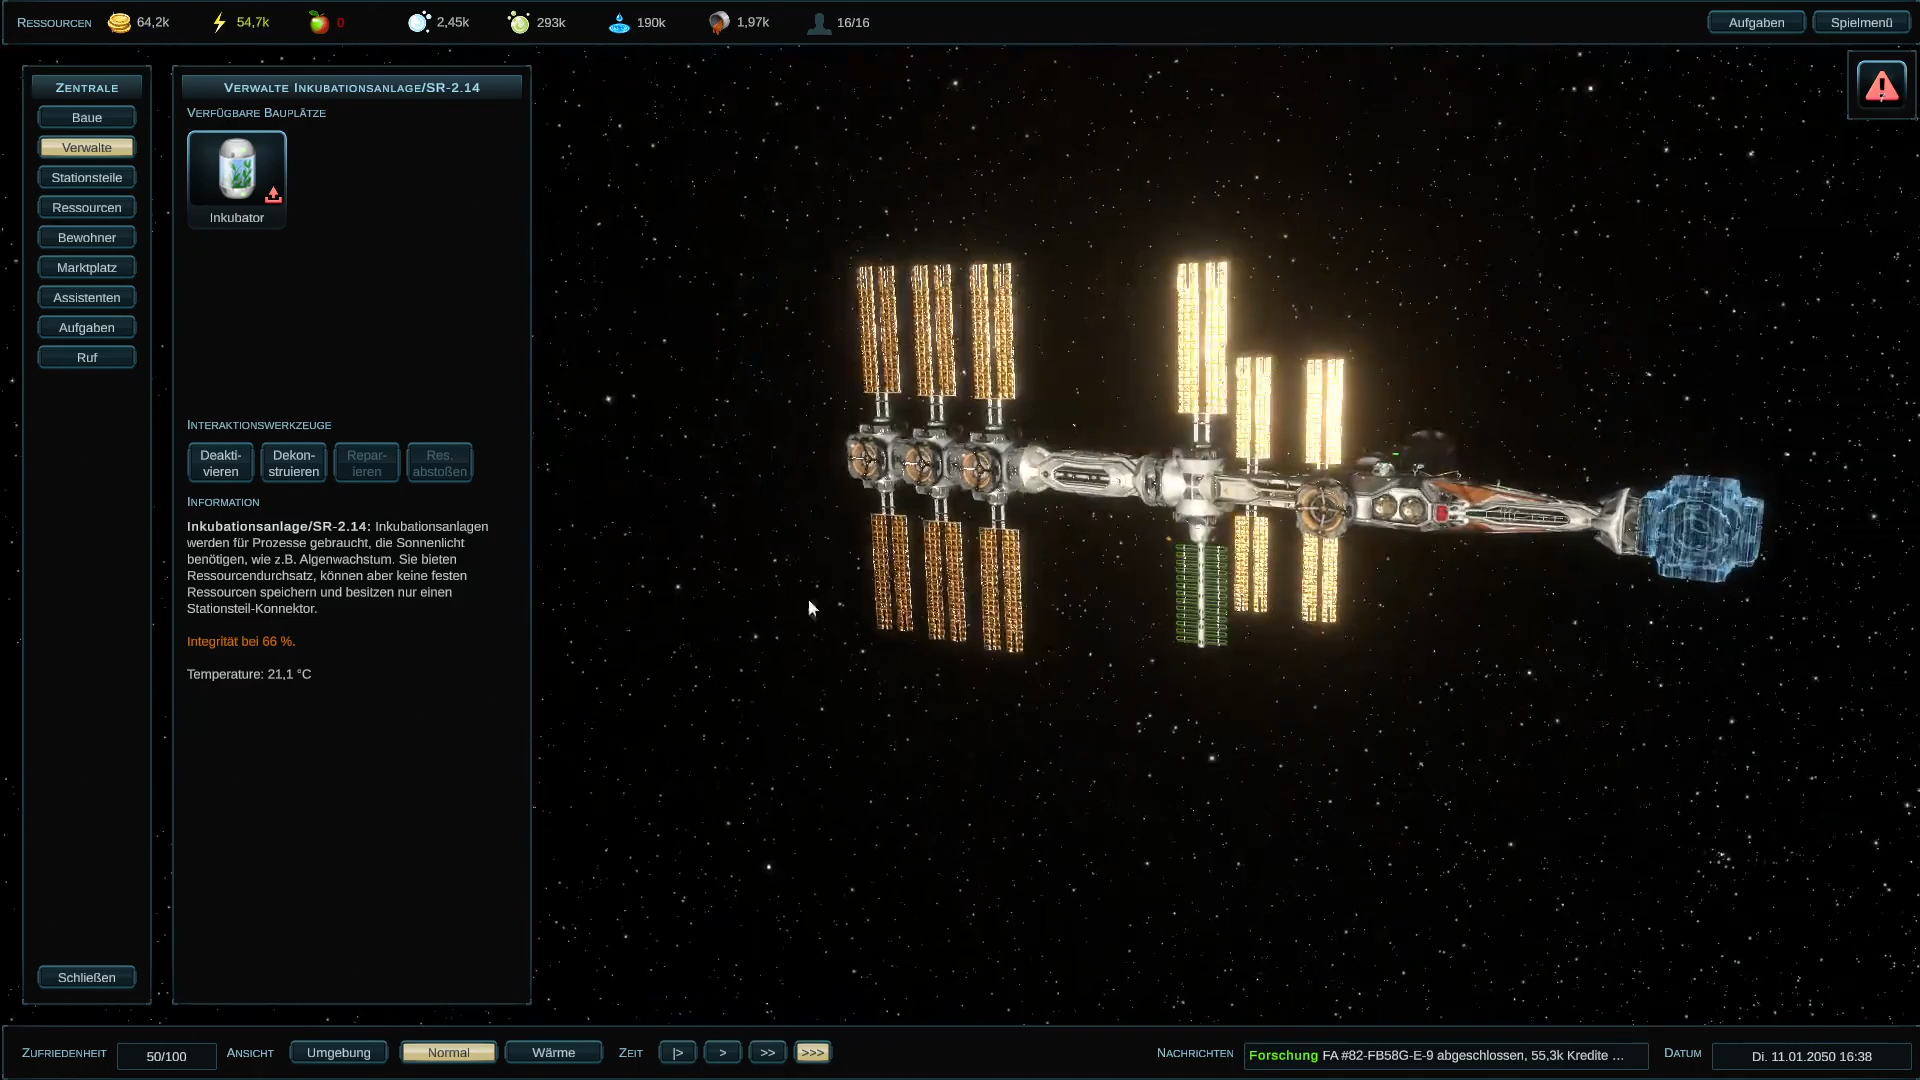 Ressourcen 64,2k 54,7k 0 2,45k 293k 190k 1,97k 16/16 Aufgaben Spielmenü
Zentrale
Baue
Verwalte
Stationsteile
Ressourcen
Bewohner
Marktplatz
Assistenten
Aufgaben
Ruf
Schließen
Verwalte Inkubationsanlage/SR-2.14
Verfügbare Bauplätze
Inkubator
Interaktionswerkzeuge
Deakti-
vieren
Dekon-
struieren
Repar-
ieren
Res.
abstoßen
Information
Inkubationsanlage/SR-2.14: Inkubationsanlagen
werden für Prozesse gebraucht, die Sonnenlicht
benötigen, wie z.B. Algenwachstum. Sie bieten
Ressourcendurchsatz, können aber keine festen
Ressourcen speichern und besitzen nur einen
Stationsteil-Konnektor.
Integrität bei 66 %.
Temperature: 21,1 °C
Zufriedenheit 50/100 Ansicht Umgebung Normal Wärme Zeit |> > >> >>> Nachrichten Forschung FA #82-FB58G-E-9 abgeschlossen, 55,3k Kredite ... Datum Di. 11.01.2050 16:38